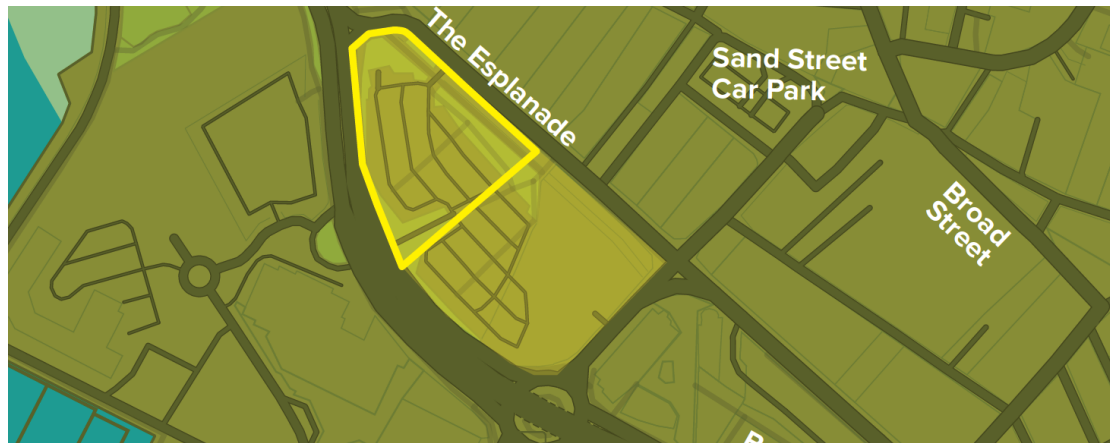 The Esplanade
Sand Street
Car Park
Broad
Street